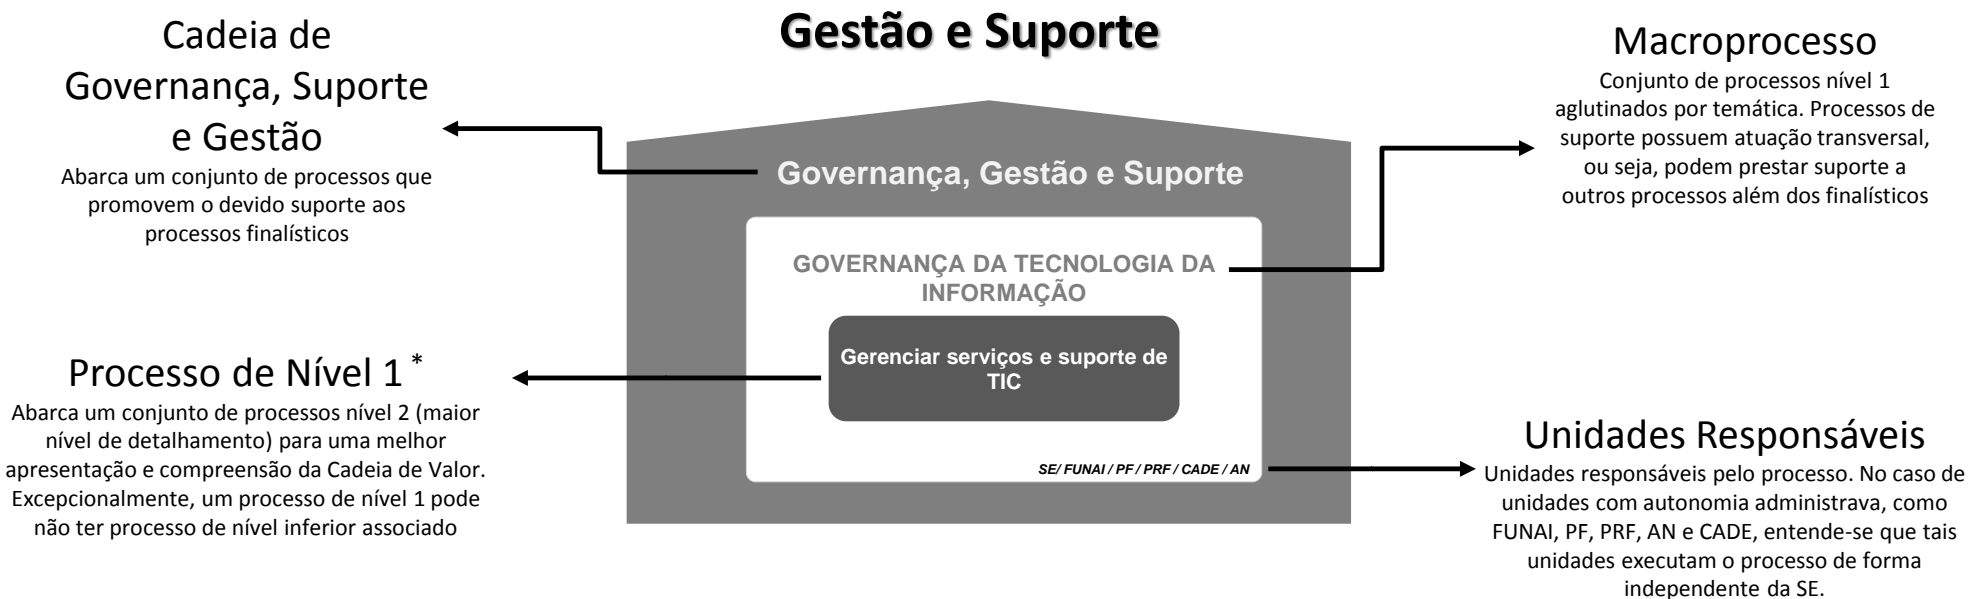 Gestão e Suporte
Cadeia de
Governança, Suporte
e Gestão
Abarca um conjunto de processos que
promovem o devido suporte aos
processos finalísticos
Macroprocesso
Conjunto de processos nível 1
aglutinados por temática. Processos de
suporte possuem atuação transversal,
ou seja, podem prestar suporte a
outros processos além dos finalísticos
Governança, Gestão e Suporte
GOVERNANÇA DA TECNOLOGIA DA
INFORMAÇÃO
Gerenciar serviços e suporte de
TIC
SE/ FUNAI / PF / PRF / CADE / AN
Processo de Nível 1 *
Abarca um conjunto de processos nível 2 (maior
nível de detalhamento) para uma melhor
apresentação e compreensão da Cadeia de Valor.
Excepcionalmente, um processo de nível 1 pode
não ter processo de nível inferior associado
Unidades Responsáveis
Unidades responsáveis pelo processo. No caso de
unidades com autonomia administrava, como
FUNAI, PF, PRF, AN e CADE, entende-se que tais
unidades executam o processo de forma
independente da SE.